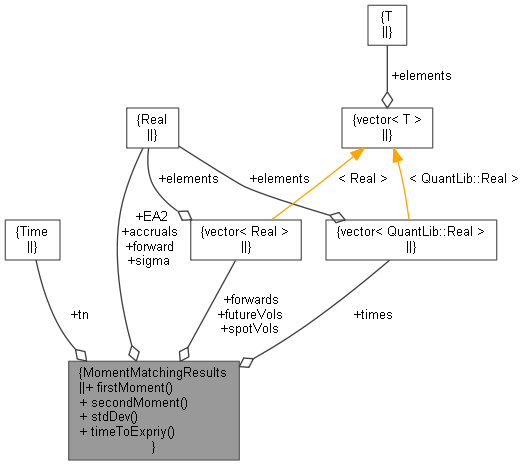 {T
||}
+elements
{Real
||}
{vector< T >
||}
+elements
+elements
< Real >
< QuantLib::Real >
+EA2
+accruals
+forward
+sigma
{Time
||}
{vector< Real >
||}
{vector< QuantLib::Real >
||}
+tn
+forwards
+futureVols
+spotVols
+times
{MomentMatchingResults
||+ firstMoment()
+ secondMoment()
+ stdDev()
+ timeToExpriy()
}